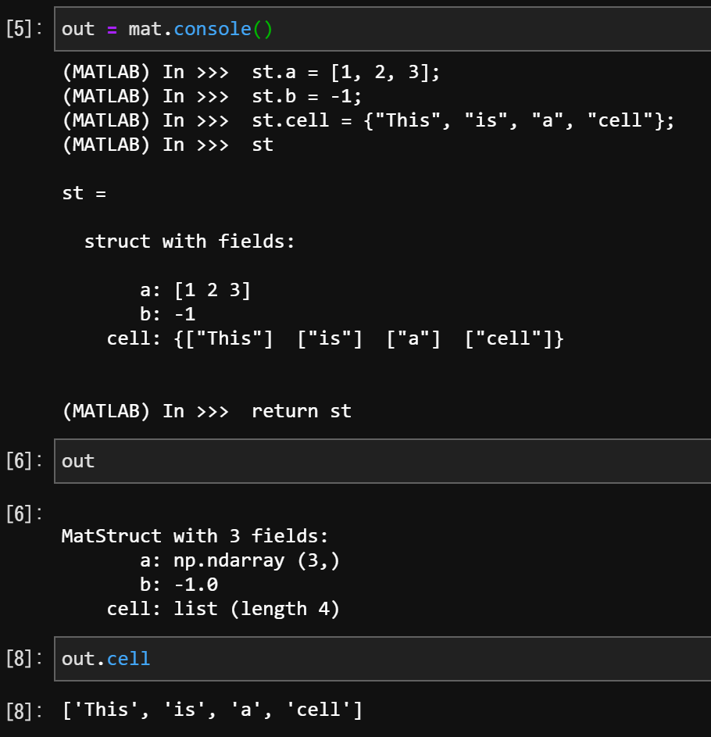 [5]: out = mat.console()
(MATLAB) In >>>  st.a = [1, 2, 3];
(MATLAB) In >>>  st.b = -1;
(MATLAB) In >>>  st.cell = {"This", "is", "a", "cell"};
(MATLAB) In >>>  st
st =
struct with fields:
a: [1 2 3]
b: -1
cell: {["This"]  ["is"]  ["a"]  ["cell"]}
(MATLAB) In >>>  return st
[6]: out
[6]:
MatStruct with 3 fields:
a: np.ndarray (3,)
b: -1.0
cell: list (length 4)
[8]: out.cell
[8]: ['This', 'is', 'a', 'cell']